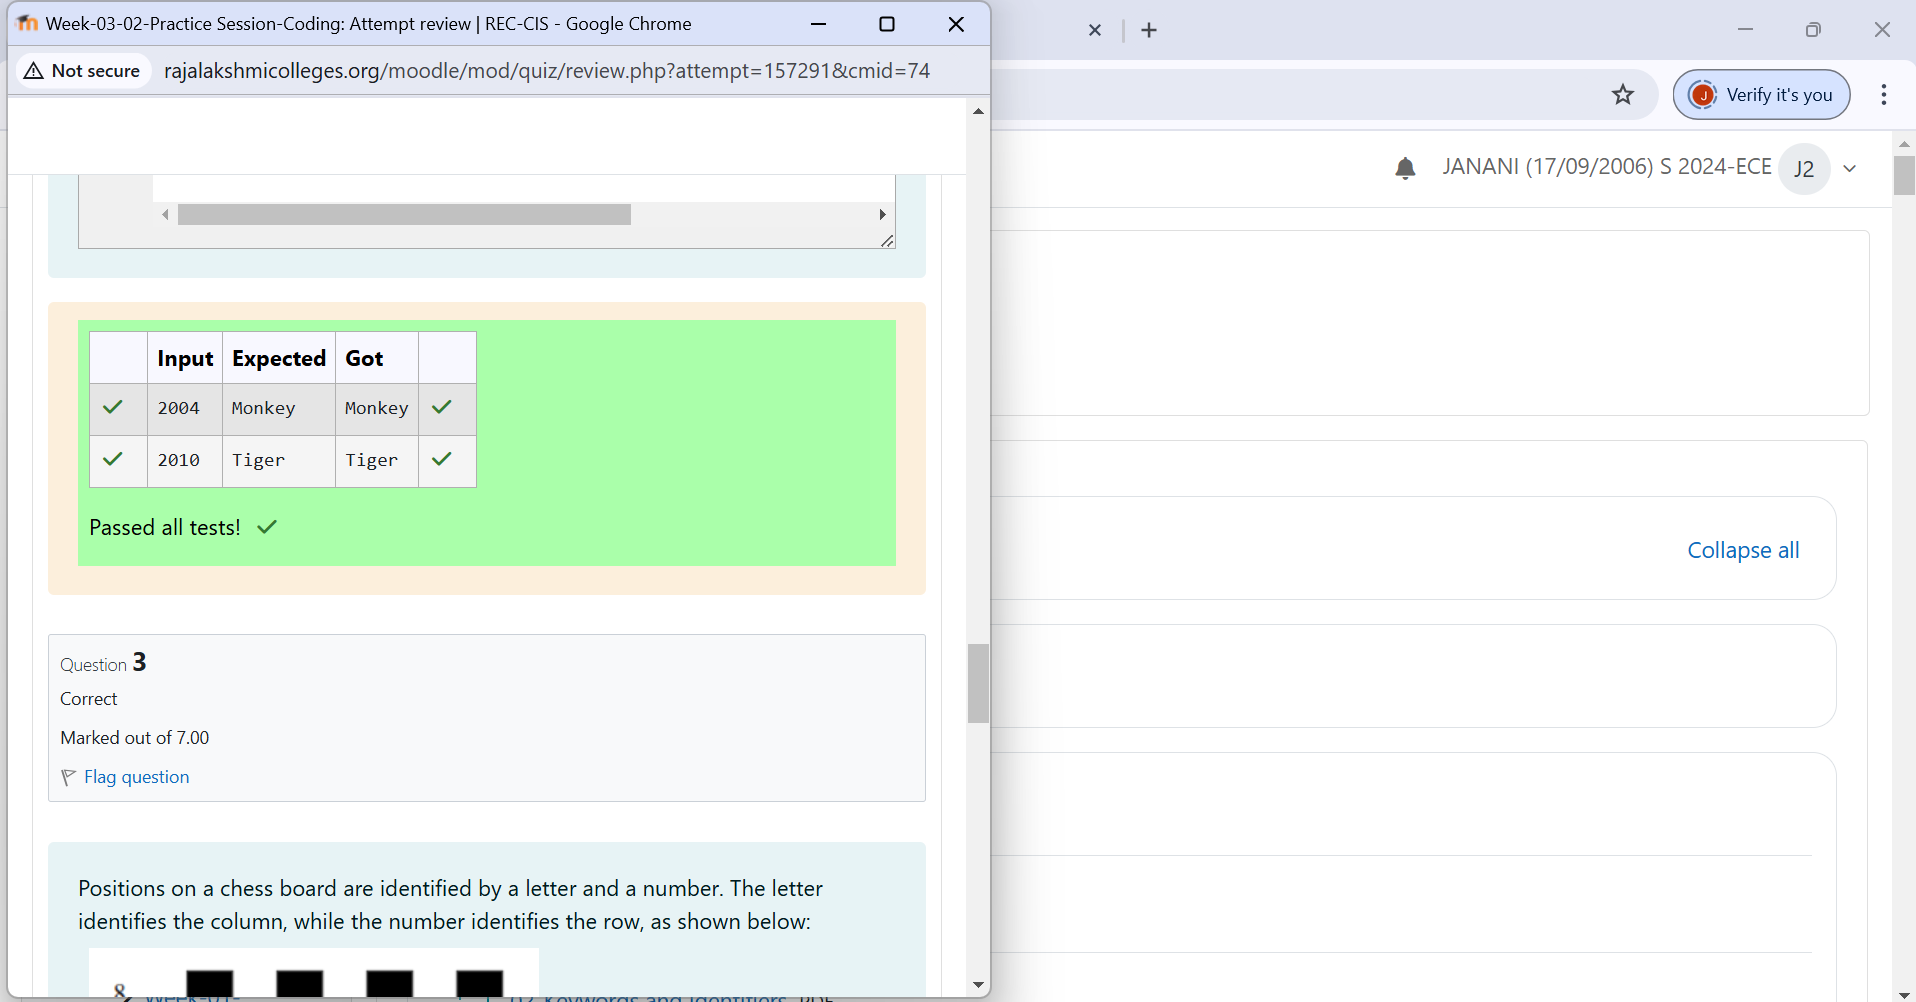 Week-03-02-Practice Session-Coding: Attempt review | REC-CIS - Google Chrome
Not secure rajalakshmicolleges.org/moodle/mod/quiz/review.php?attempt=157291&cmid=74
Verify it's you
JANANI (17/09/2006) S 2024-ECE J2
Input Expected Got
2004 Monkey Monkey
2010 Tiger Tiger
Passed all tests!
Collapse all
Question 3
Correct
Marked out of 7.00
Flag question
Positions on a chess board are identified by a letter and a number. The letter
identifies the column, while the number identifies the row, as shown below:
8